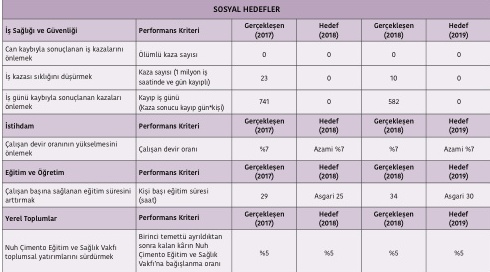 SOSYAL HEDEFLER
İş Sağlığı ve Güvenliği Performans Kriteri Gerçekleşen (2017) Hedef (2018) Gerçekleşen (2018) Hedef (2019)
Can kaybıyla sonuçlanan iş kazalarını
önlemek
Ölümlü kaza sayısı 0 0 0 0
İş kazası sıklığını düşürmek
Kaza sayısı (1 milyon iş
saatinde ve gün kayıplı)
23 0 10 0
İş günü kaybıyla sonuçlanan kazaları
önlemek
Kayıp iş günü
(Kaza sonucu kayıp gün*kişi)
741 0 582 0
İstihdam Performans Kriteri Gerçekleşen (2017) Hedef (2018) Gerçekleşen (2018) Hedef (2019)
Çalışan devir oranının yükselmesini
önlemek
Çalışan devir oranı %7 Azami %7 %7 Azami %7
Eğitim ve Öğretim Performans Kriteri Gerçekleşen (2017) Hedef (2018) Gerçekleşen (2018) Hedef (2019)
Çalışan başına sağlanan eğitim süresini
arttırmak
Kişi başı eğitim süresi
(saat)
29 Asgari 25 34 Asgari 30
Yerel Toplumlar Performans Kriteri Gerçekleşen (2017) Hedef (2018) Gerçekleşen (2018) Hedef (2019)
Nuh Çimento Eğitim ve Sağlık Vakfı
toplumsal yatırımlarını sürdürmek
Birinci temettü ayrıldıktan
sonra kalan kârın Nuh
Çimento Eğitim ve Sağlık
Vakfı'na bağışlanma oranı
%5 %5 %5 %5